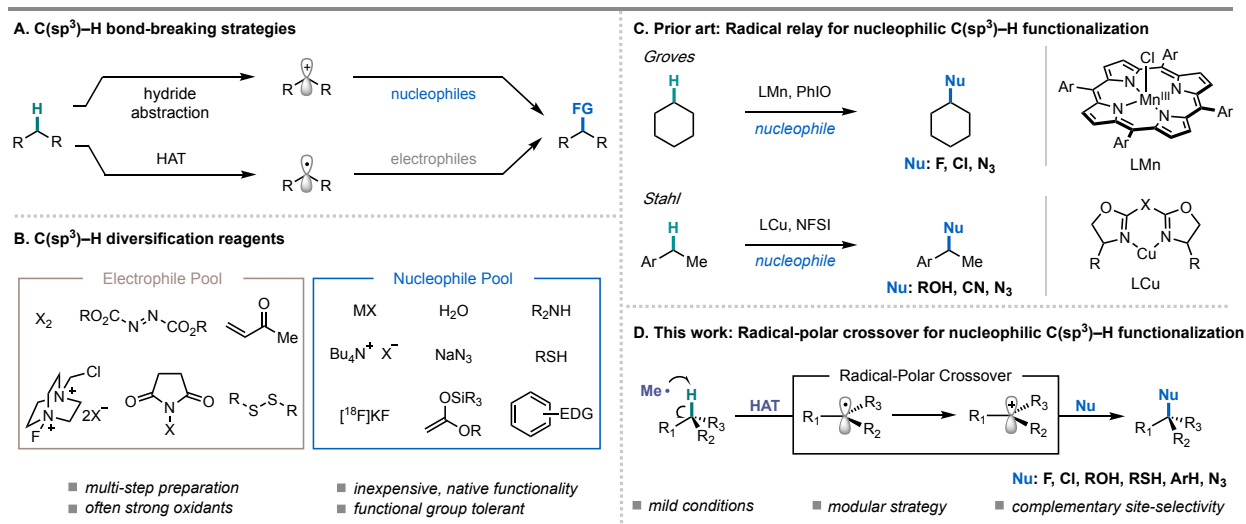 A. C(sp³)–H bond-breaking strategies
H
R R
hydride
abstraction
HAT
+
R R
•
R R
nucleophiles
electrophiles
FG
R R
B. C(sp³)–H diversification reagents
Electrophile Pool
X₂
RO₂C N N CO₂R
O
Me
Cl
N +
N +
F
2X⁻
O N O
X
R S S R
Nucleophile Pool
MX
H₂O
R₂NH
Bu₄N⁺ X⁻
NaN₃
RSH
[¹⁸F]KF
OSiR₃
OR
EDG
multi-step preparation
often strong oxidants
inexpensive, native functionality
functional group tolerant
C. Prior art: Radical relay for nucleophilic C(sp³)–H functionalization
Groves
H
LMn, PhIO
nucleophile
Nu
Nu: F, Cl, N₃
Cl
Ar
Ar
N N
Mnᴵᴵᴵ
N N
Ar
Ar
LMn
Stahl
H
Ar Me
LCu, NFSI
nucleophile
Nu
Ar Me
Nu: ROH, CN, N₃
O X O
N N
Cu
R R
LCu
D. This work: Radical-polar crossover for nucleophilic C(sp³)–H functionalization
Me•
H
C
R₁ R₂ R₃
HAT
Radical-Polar Crossover
•
R₁ R₂ R₃
+
R₁ R₂ R₃
Nu
Nu
R₁ R₂ R₃
Nu: F, Cl, ROH, RSH, ArH, N₃
mild conditions
modular strategy
complementary site-selectivity